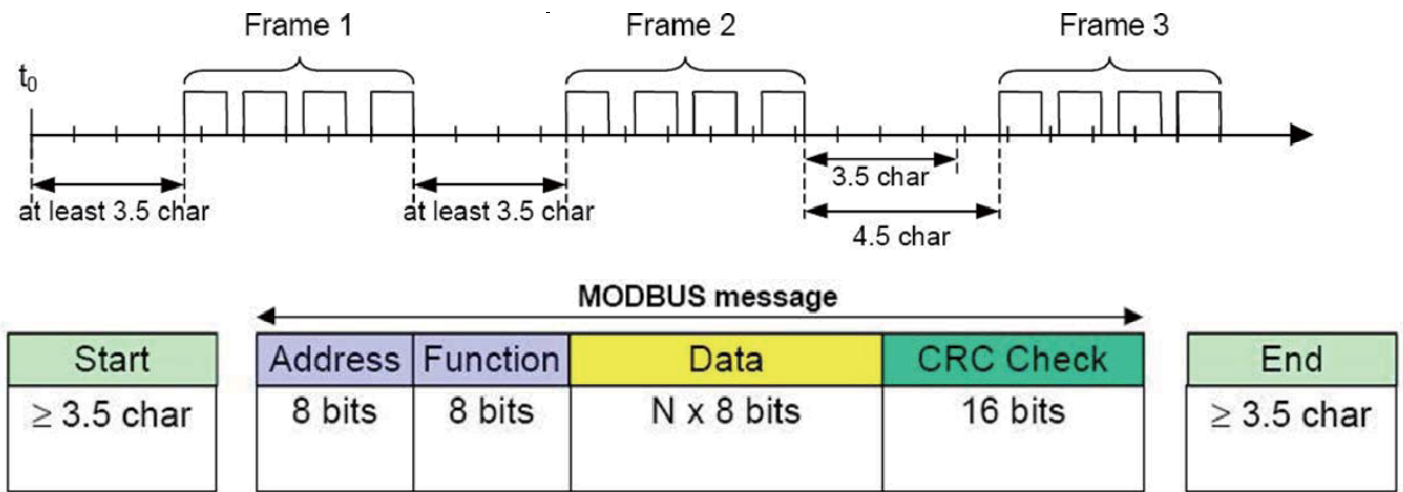 Frame 1 Frame 2 Frame 3
t0
3.5 char
at least 3.5 char at least 3.5 char
4.5 char
MODBUS message
Start Address Function Data CRC Check End
≥ 3.5 char 8 bits 8 bits N x 8 bits 16 bits ≥ 3.5 char